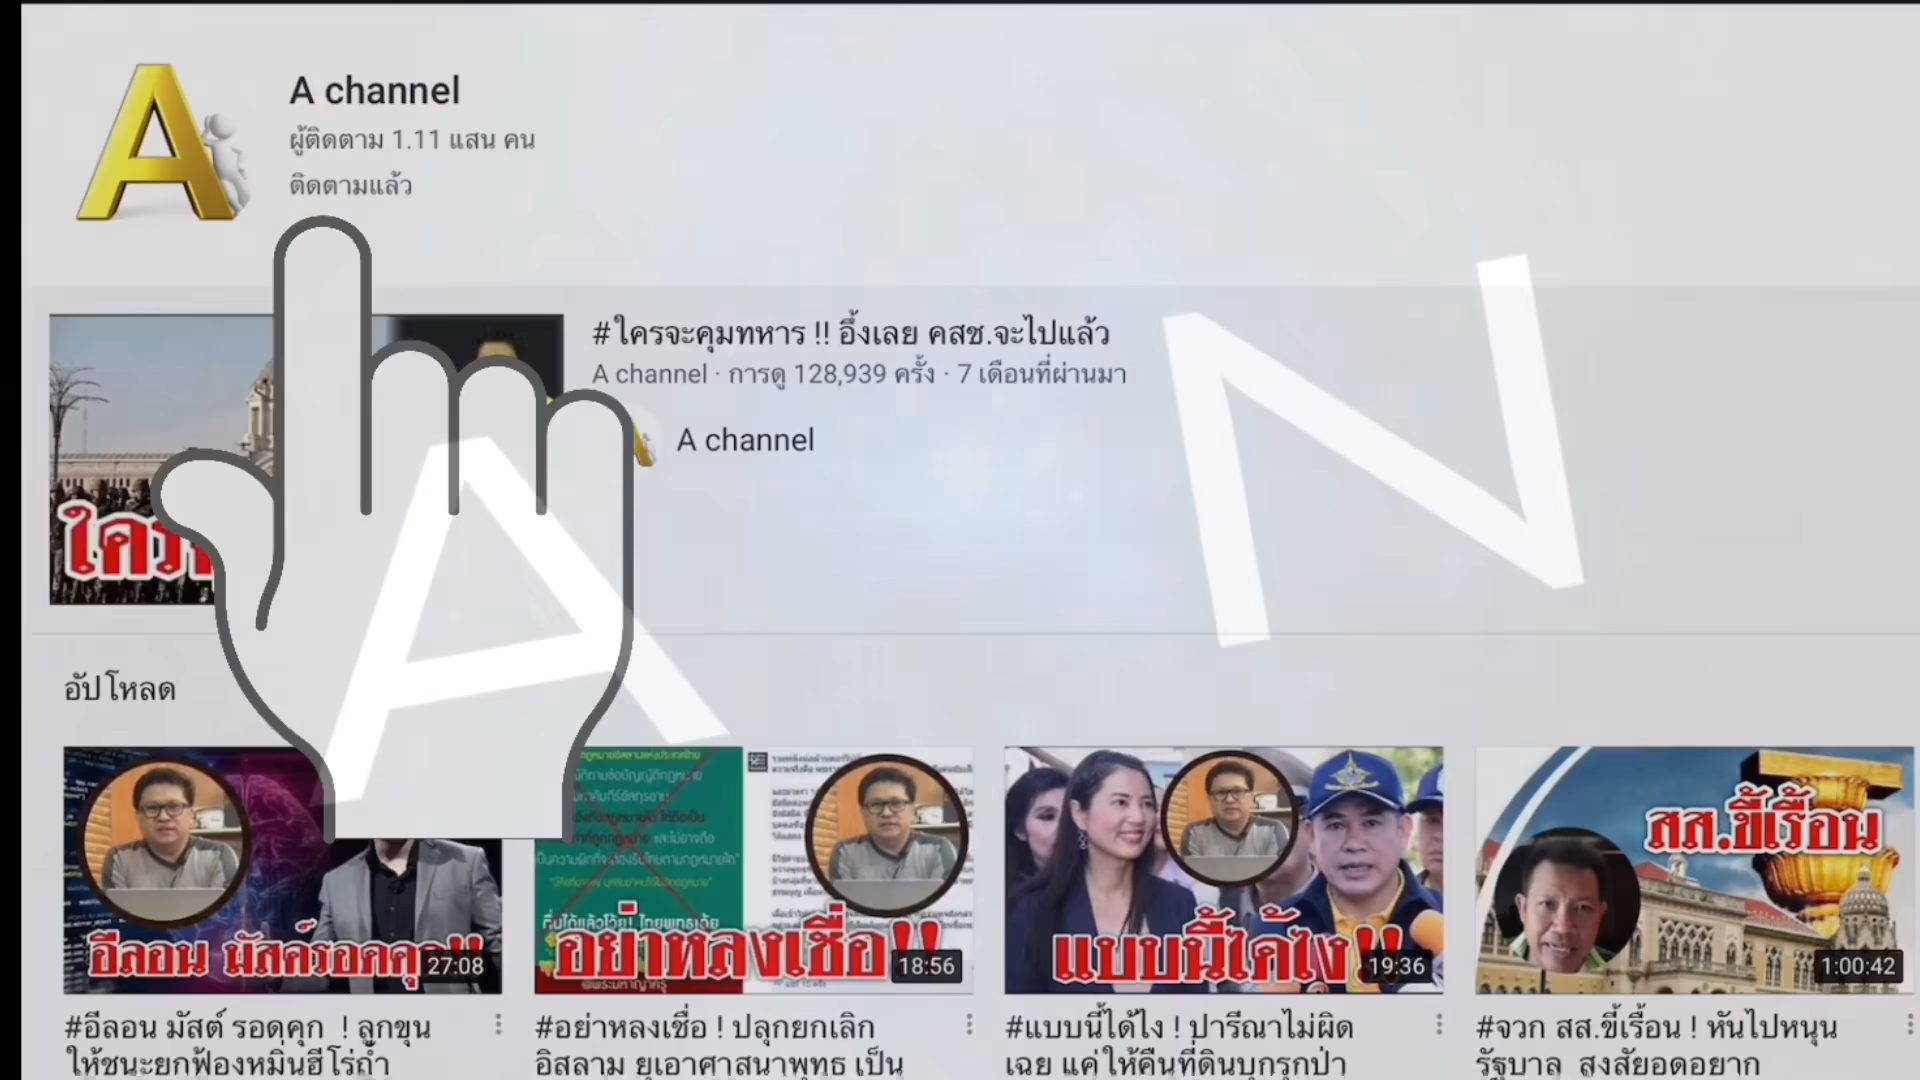 A channel
ผู้ติดตาม 1.11 แสน คน
ติดตามแล้ว
#ใครจะคุมทหาร !! อึ้งเลย คสช.จะไปแล้ว
A channel · การดู 128,939 ครั้ง · 7 เดือนที่ผ่านมา
A channel
A N
อัปโหลด
อีลอน มัสค์รอดคุก!!
27:08
อย่าหลงเชื่อ!!
18:56
แบบนี้ได้ไง!!
19:36
สส.ขี้เรื้อน
1:00:42
#อีลอน มัสต์ รอดคุก ! ลูกขุน
ให้ชนะยกฟ้องหมิ่นฮีโร่ถ้ำ
#อย่าหลงเชื่อ ! ปลุกยกเลิก
อิสลาม ยุเอาศาสนาพุทธ เป็น
#แบบนี้ได้ไง ! ปารีณาไม่ผิด
เฉย แค่ให้คืนที่ดินบุกรุกป่า
#จวก สส.ขี้เรื้อน ! หันไปหนุน
รัฐบาล สงสัยอดอยาก